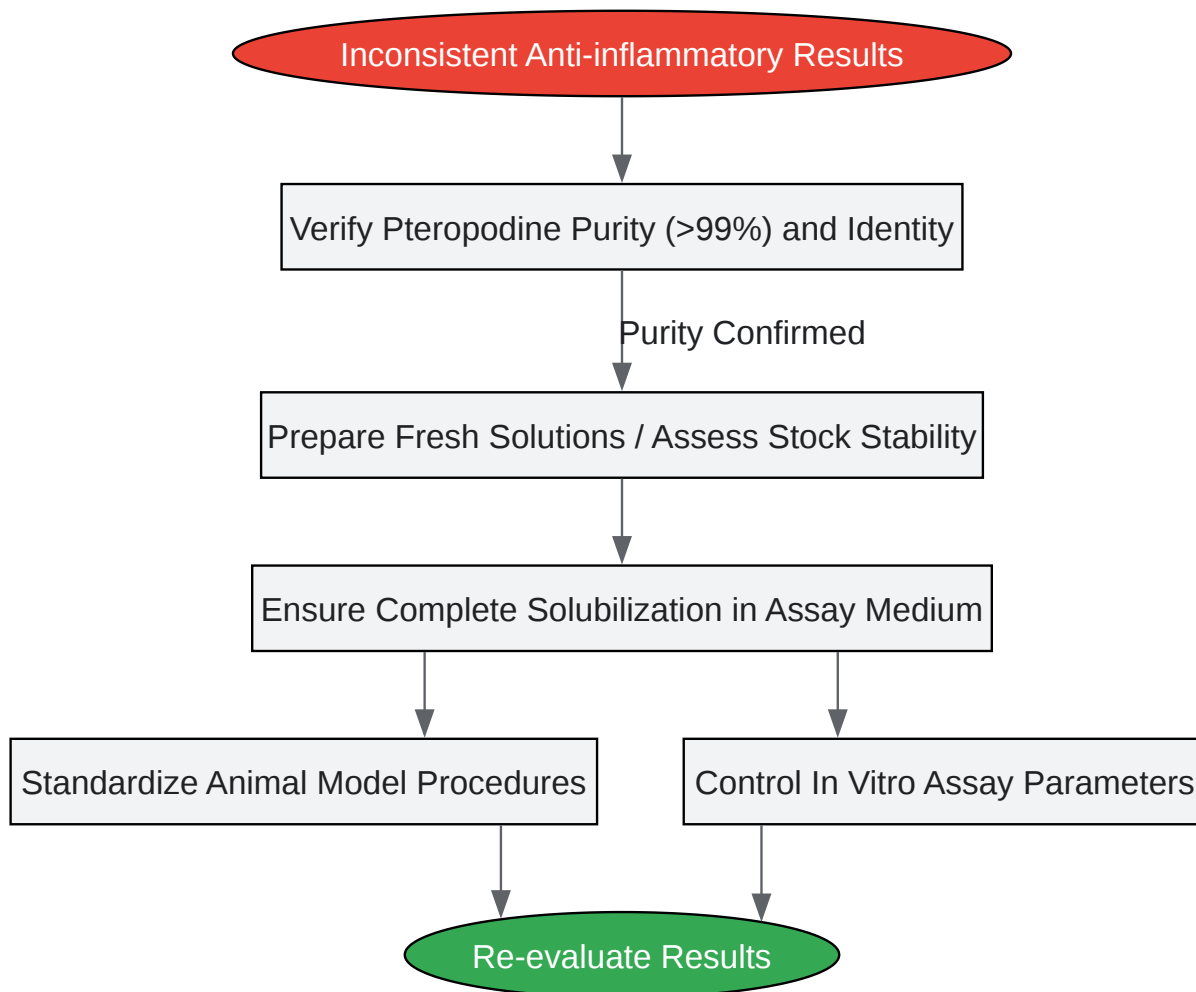 Inconsistent Anti-inflammatory Results
Verify Pteropodine Purity (>99%) and Identity
Purity Confirmed
Prepare Fresh Solutions / Assess Stock Stability
Ensure Complete Solubilization in Assay Medium
Standardize Animal Model Procedures
Control In Vitro Assay Parameters
Re-evaluate Results